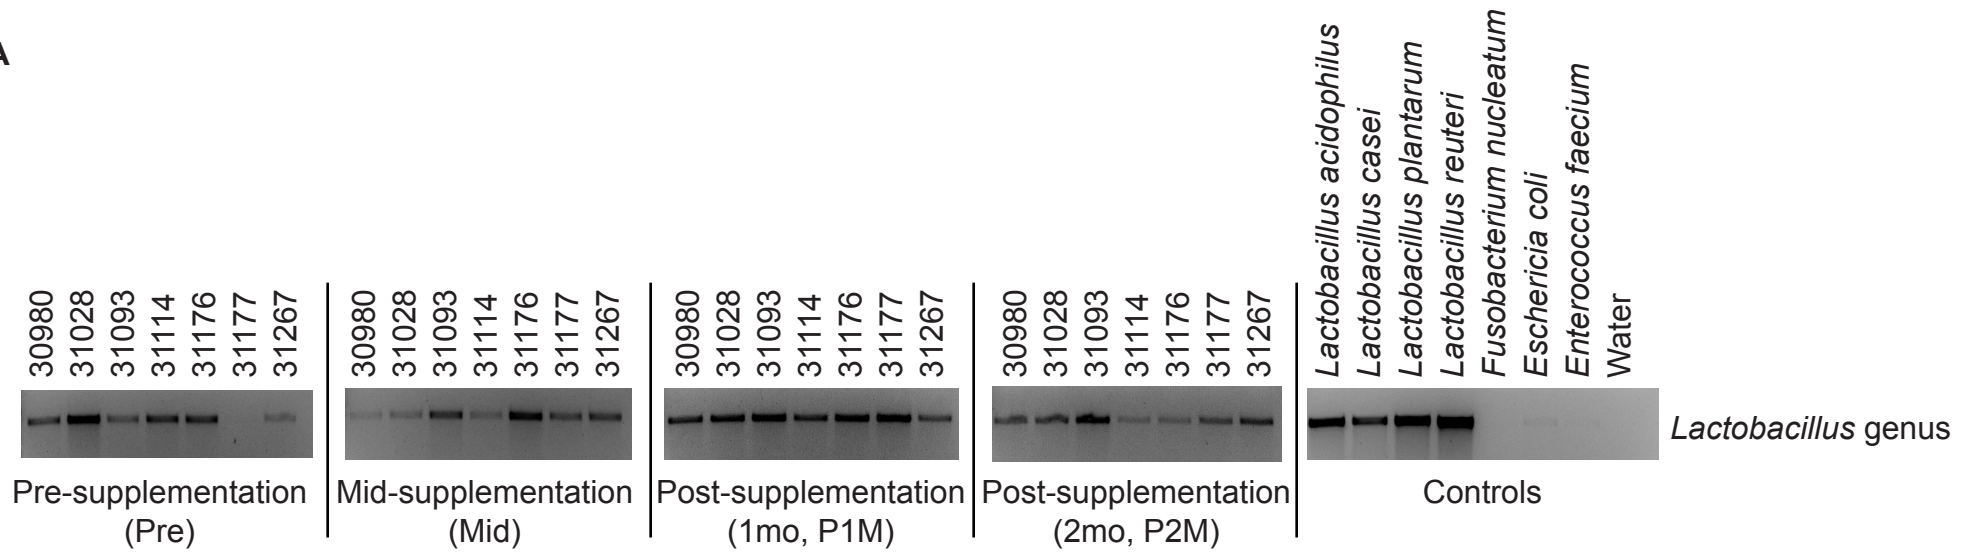 A
30980 31028 31093 31114 31176 31177 31267
30980 31028 31093 31114 31176 31177 31267
30980 31028 31093 31114 31176 31177 31267
30980 31028 31093 31114 31176 31177 31267
Lactobacillus acidophilus
Lactobacillus casei
Lactobacillus plantarum
Lactobacillus reuteri
Fusobacterium nucleatum
Eschericia coli
Enterococcus faecium
Water
Lactobacillus genus
Pre-supplementation
(Pre)
Mid-supplementation
(Mid)
Post-supplementation
(1mo, P1M)
Post-supplementation
(2mo, P2M)
Controls